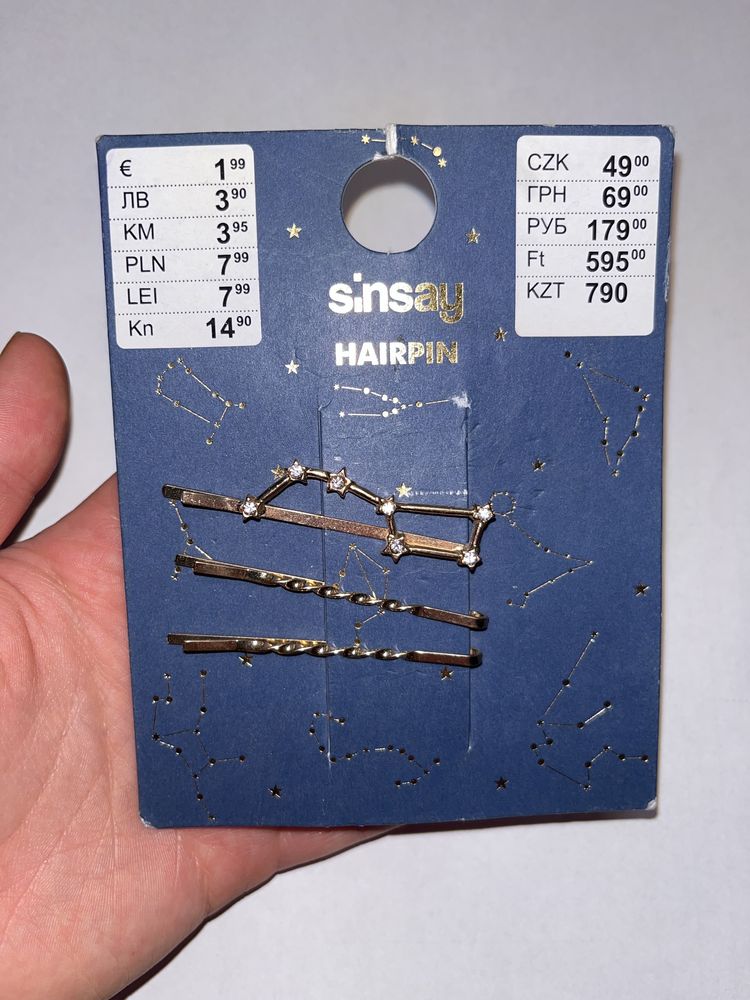 € 1 99
ЛВ 3 90
KM 3 95
PLN 7 99
LEI 7 99
Kn 14 90
CZK 49 00
ГРН 69 00
РУБ 179 00
Ft 595 00
KZT 790
sinsay
HAIRPIN